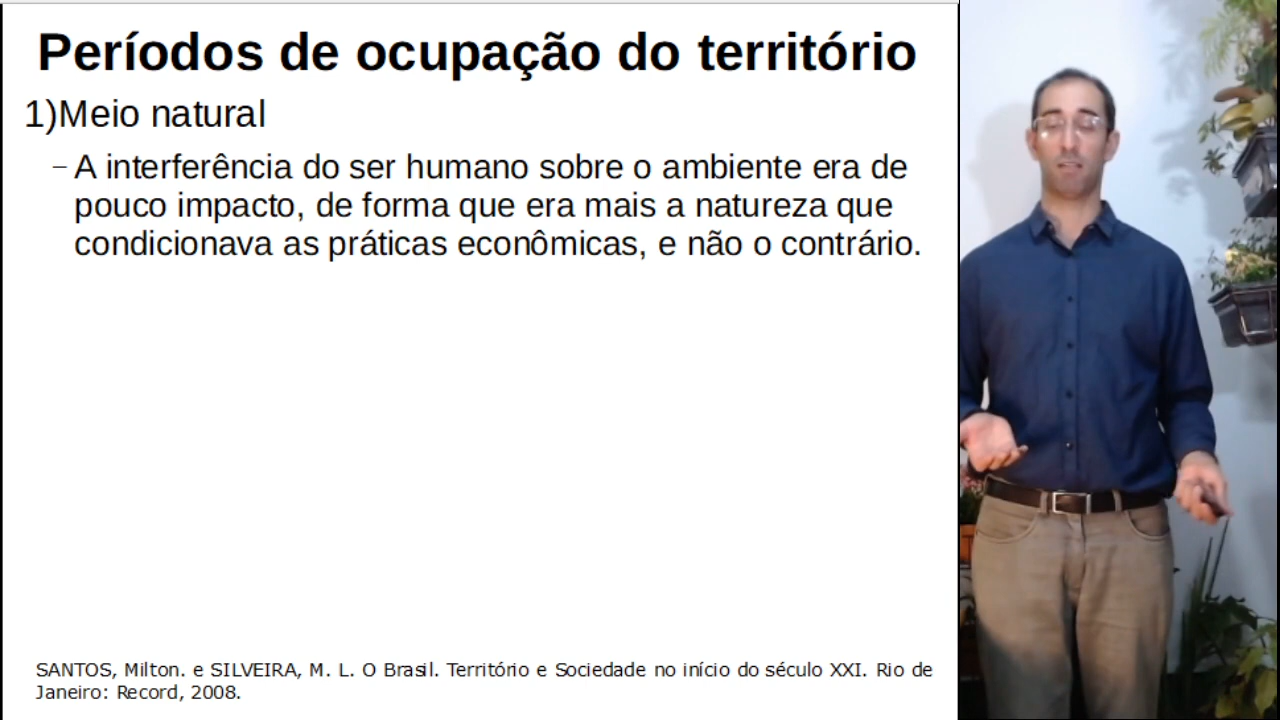 Períodos de ocupação do território
1)Meio natural
– A interferência do ser humano sobre o ambiente era de
pouco impacto, de forma que era mais a natureza que
condicionava as práticas econômicas, e não o contrário.
SANTOS, Milton. e SILVEIRA, M. L. O Brasil. Território e Sociedade no início do século XXI. Rio de
Janeiro: Record, 2008.